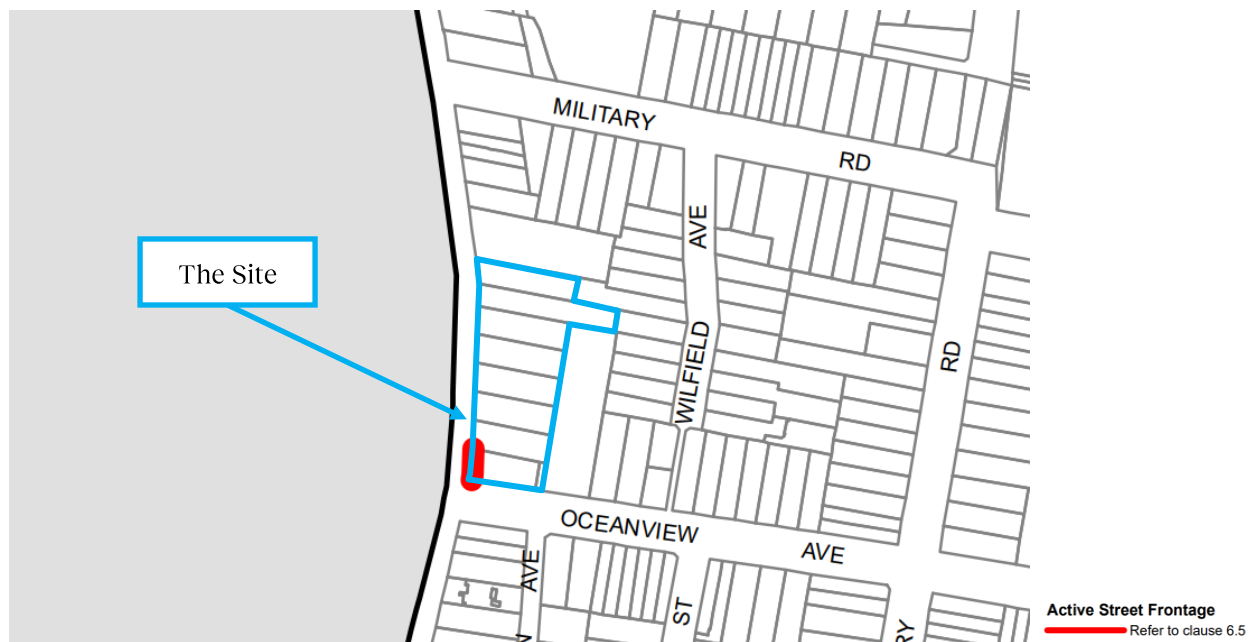 MILITARY
RD
AVE
The Site
WILFIELD
RD
OCEANVIEW
AVE
AVE
ST
Active Street Frontage
Refer to clause 6.5